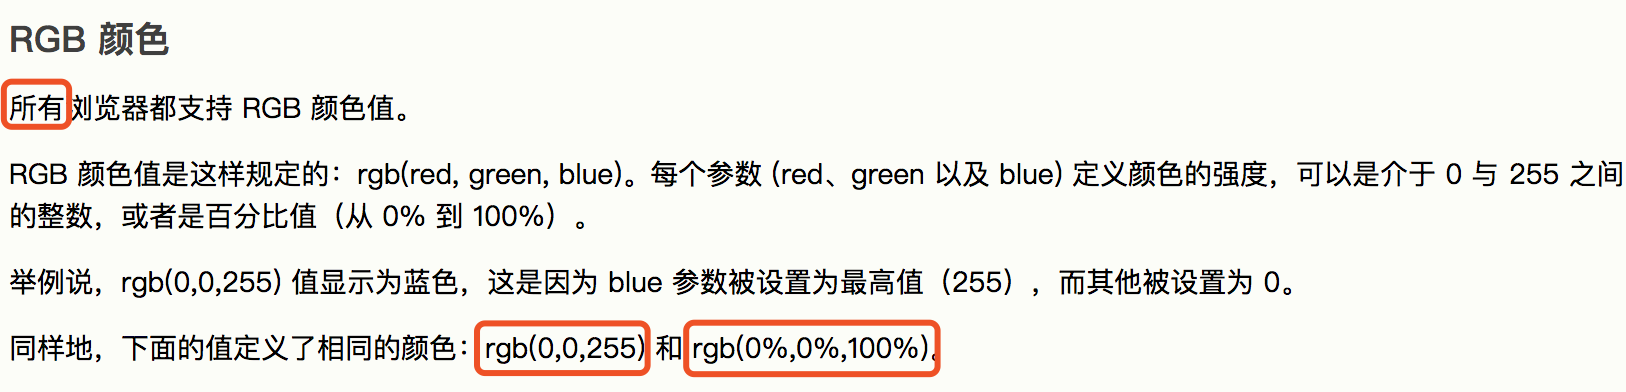 RGB 颜色
所有浏览器都支持 RGB 颜色值。
RGB 颜色值是这样规定的：rgb(red, green, blue)。每个参数 (red、green 以及 blue) 定义颜色的强度，可以是介于 0 与 255 之间
的整数，或者是百分比值（从 0% 到 100%）。
举例说，rgb(0,0,255) 值显示为蓝色，这是因为 blue 参数被设置为最高值（255），而其他被设置为 0。
同样地，下面的值定义了相同的颜色：rgb(0,0,255) 和 rgb(0%,0%,100%)。